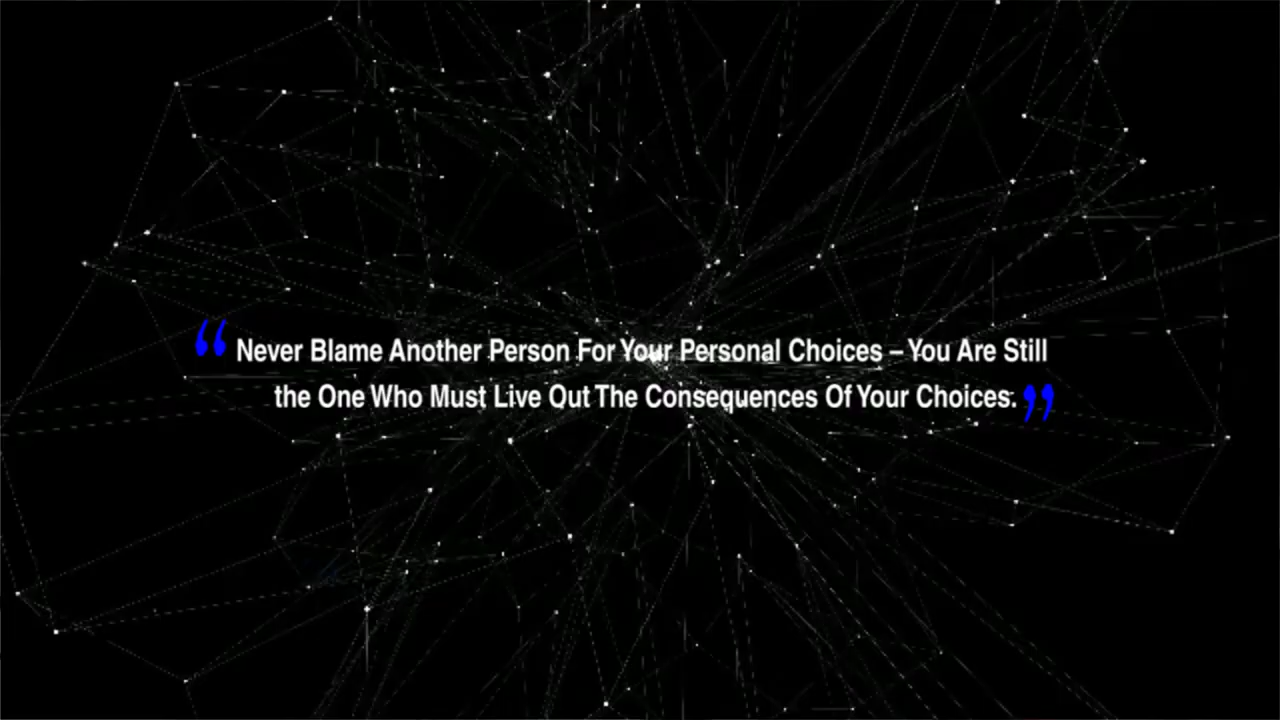 “ Never Blame Another Person For Your Personal Choices – You Are Still
the One Who Must Live Out The Consequences Of Your Choices. ”